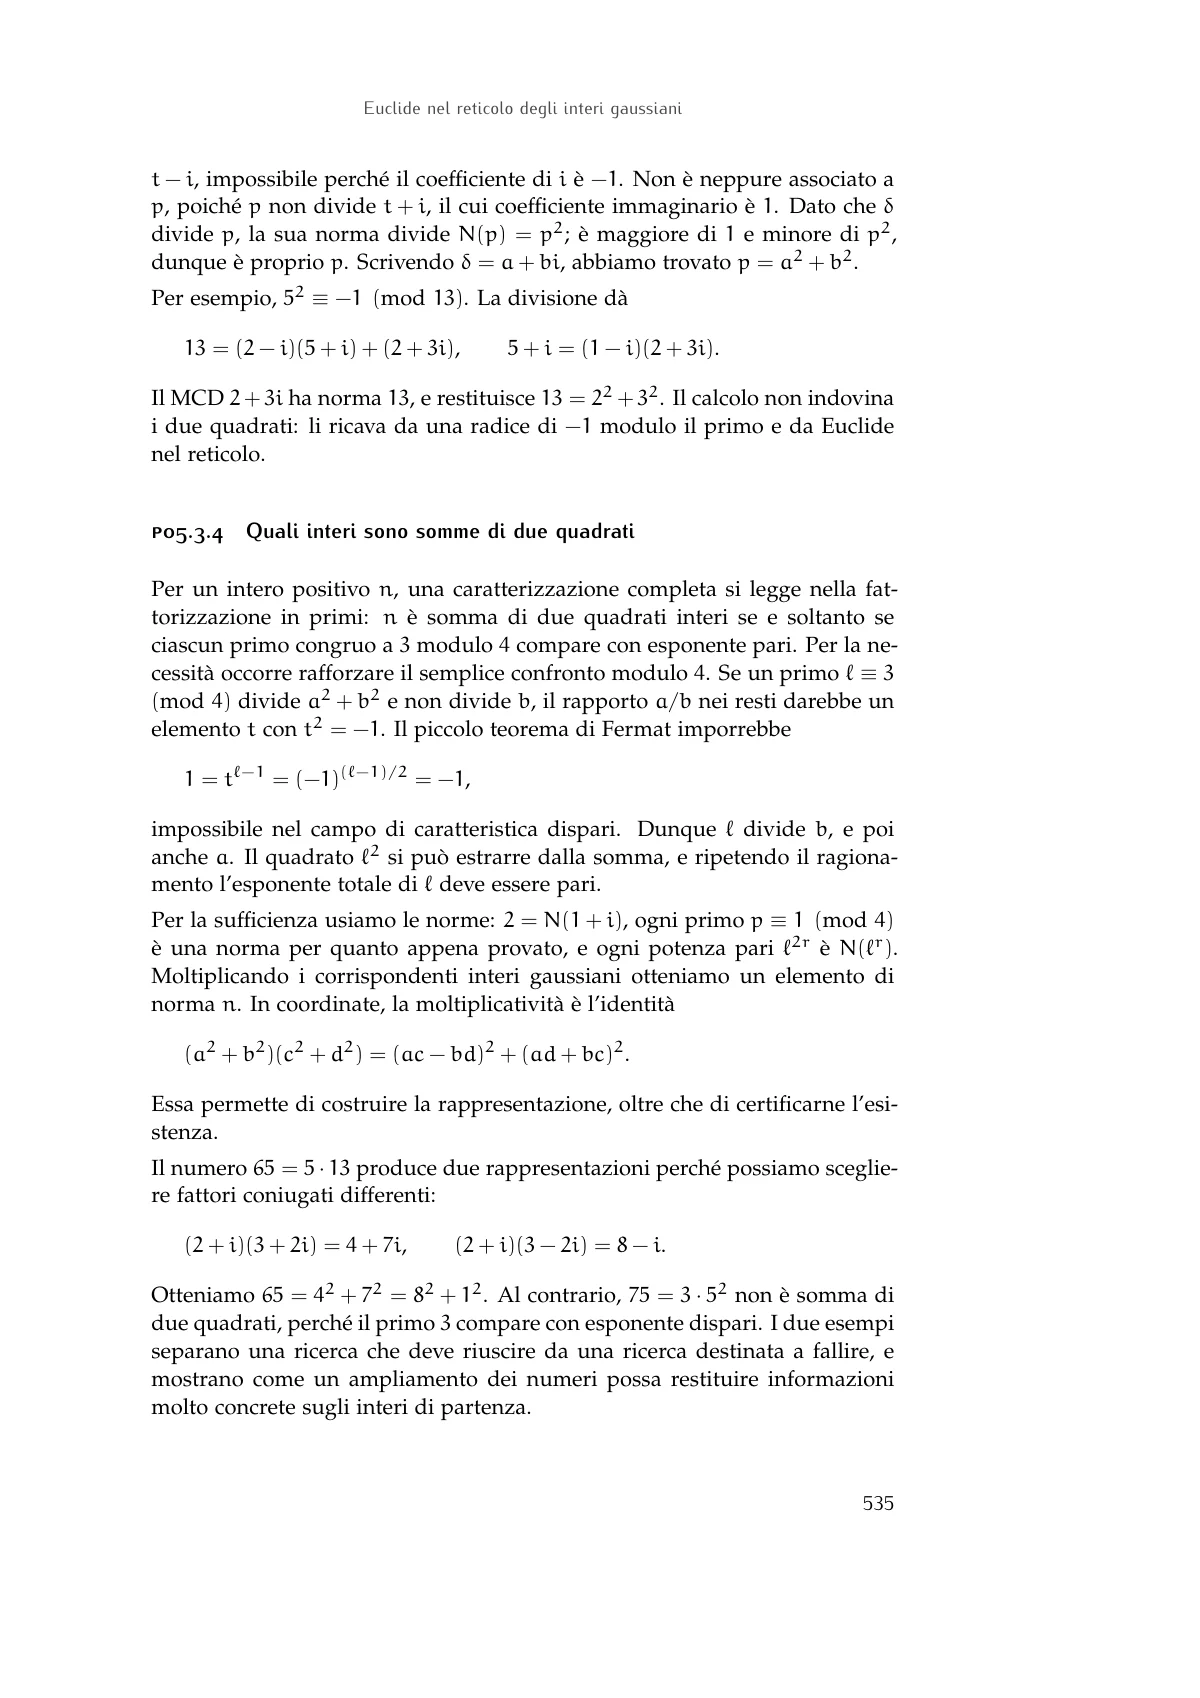 Euclide nel reticolo degli interi gaussiani
t − i, impossibile perché il coefficiente di i è −1. Non è neppure associato a
p, poiché p non divide t + i, il cui coefficiente immaginario è 1. Dato che δ
divide p, la sua norma divide N(p) = p²; è maggiore di 1 e minore di p²,
dunque è proprio p. Scrivendo δ = a + bi, abbiamo trovato p = a² + b².
Per esempio, 5² ≡ −1 (mod 13). La divisione dà
13 = (2 − i)(5 + i) + (2 + 3i), 5 + i = (1 − i)(2 + 3i).
Il MCD 2 + 3i ha norma 13, e restituisce 13 = 2² + 3². Il calcolo non indovina
i due quadrati: li ricava da una radice di −1 modulo il primo e da Euclide
nel reticolo.
P05.3.4 Quali interi sono somme di due quadrati
Per un intero positivo n, una caratterizzazione completa si legge nella fat-
torizzazione in primi: n è somma di due quadrati interi se e soltanto se
ciascun primo congruo a 3 modulo 4 compare con esponente pari. Per la ne-
cessità occorre rafforzare il semplice confronto modulo 4. Se un primo ℓ ≡ 3
(mod 4) divide a² + b² e non divide b, il rapporto a/b nei resti darebbe un
elemento t con t² = −1. Il piccolo teorema di Fermat imporrebbe
1 = t^{ℓ−1} = (−1)^{(ℓ−1)/2} = −1,
impossibile nel campo di caratteristica dispari. Dunque ℓ divide b, e poi
anche a. Il quadrato ℓ² si può estrarre dalla somma, e ripetendo il ragiona-
mento l'esponente totale di ℓ deve essere pari.
Per la sufficienza usiamo le norme: 2 = N(1 + i), ogni primo p ≡ 1 (mod 4)
è una norma per quanto appena provato, e ogni potenza pari ℓ^{2r} è N(ℓ^r).
Moltiplicando i corrispondenti interi gaussiani otteniamo un elemento di
norma n. In coordinate, la moltiplicatività è l'identità
(a² + b²)(c² + d²) = (ac − bd)² + (ad + bc)².
Essa permette di costruire la rappresentazione, oltre che di certificarne l'esi-
stenza.
Il numero 65 = 5 · 13 produce due rappresentazioni perché possiamo sceglie-
re fattori coniugati differenti:
(2 + i)(3 + 2i) = 4 + 7i, (2 + i)(3 − 2i) = 8 − i.
Otteniamo 65 = 4² + 7² = 8² + 1². Al contrario, 75 = 3 · 5² non è somma di
due quadrati, perché il primo 3 compare con esponente dispari. I due esempi
separano una ricerca che deve riuscire da una ricerca destinata a fallire, e
mostrano come un ampliamento dei numeri possa restituire informazioni
molto concrete sugli interi di partenza.
535